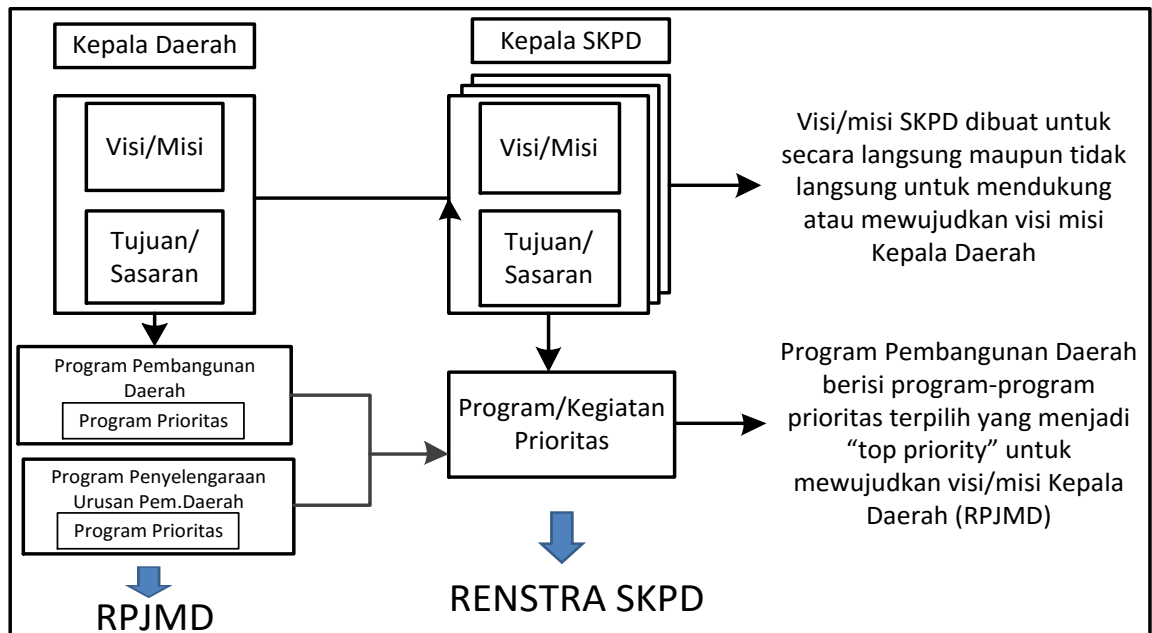 Kepala Daerah
Visi/Misi
Tujuan/
Sasaran
Program Pembangunan
Daerah
Program Prioritas
Program Penyelengaraan
Urusan Pem.Daerah
Program Prioritas
RPJMD
Kepala SKPD
Visi/Misi
Tujuan/
Sasaran
Program/Kegiatan
Prioritas
RENSTRA SKPD
Visi/misi SKPD dibuat untuk
secara langsung maupun tidak
langsung untuk mendukung
atau mewujudkan visi misi
Kepala Daerah
Program Pembangunan Daerah
berisi program-program
prioritas terpilih yang menjadi
“top priority” untuk
mewujudkan visi/misi Kepala
Daerah (RPJMD)